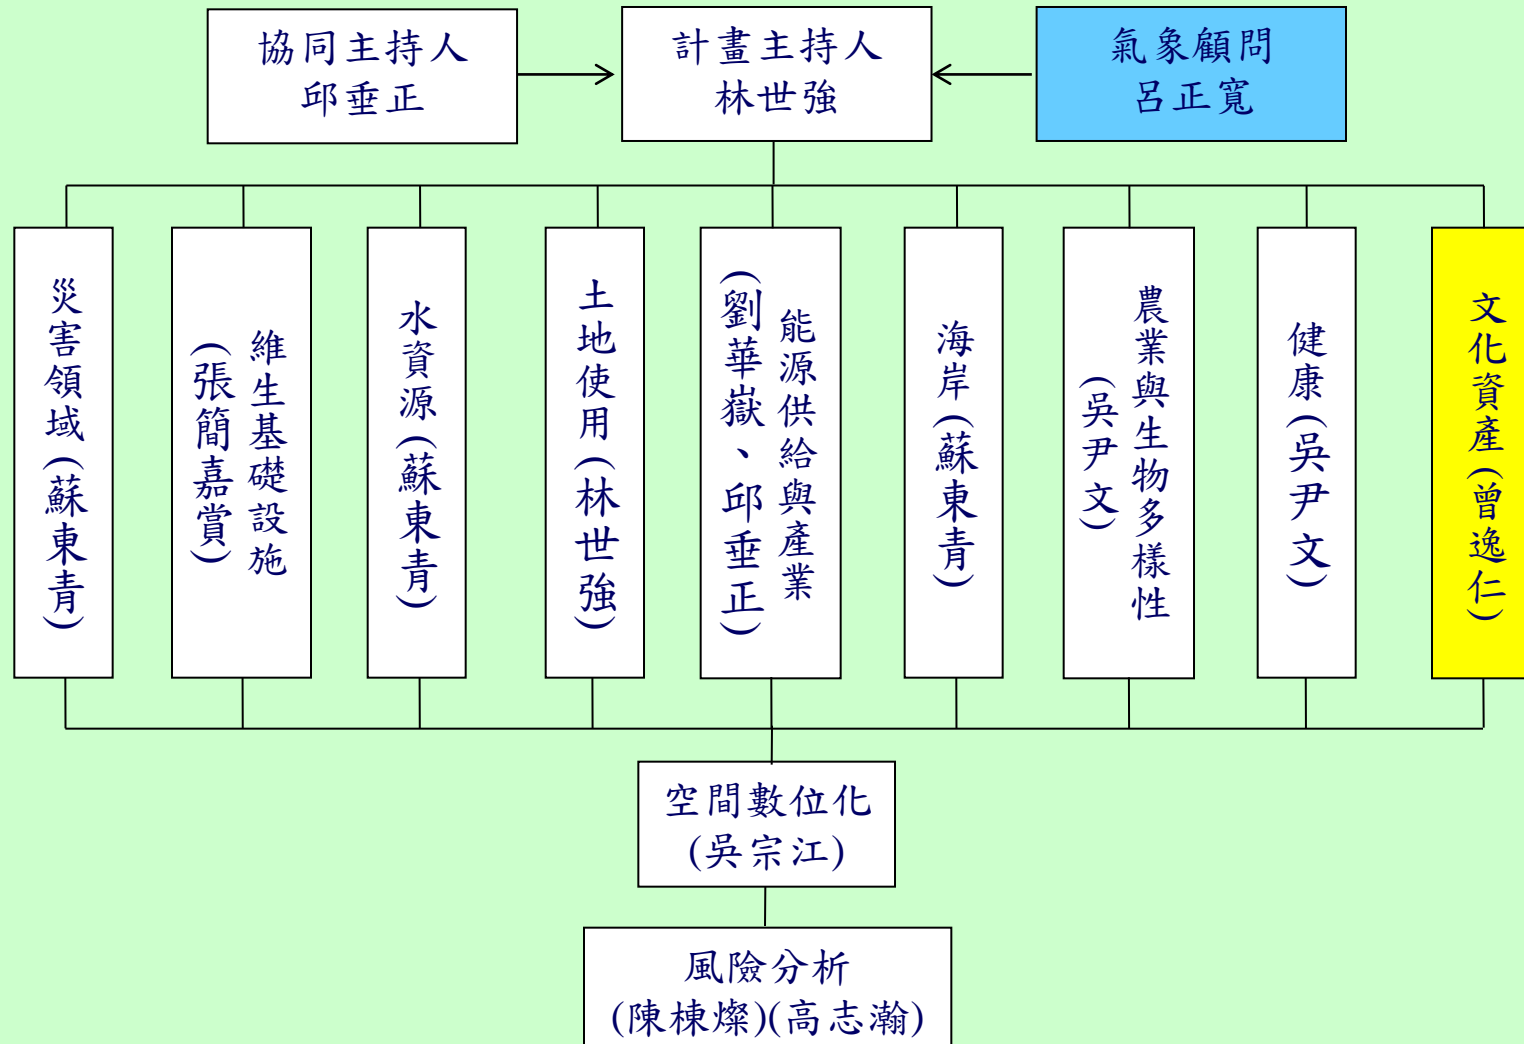 協同主持人
邱垂正
計畫主持人
林世強
氣象顧問
呂正寬
災害領域(蘇東青)
維生基礎設施
(張簡嘉賞)
水資源(蘇東青)
土地使用(林世強)
能源供給與產業
(劉華嶽、邱垂正)
海岸(蘇東青)
農業與生物多樣性
(吳尹文)
健康(吳尹文)
文化資產(曾逸仁)
空間數位化
(吳宗江)
風險分析
(陳棟燦)(高志瀚)